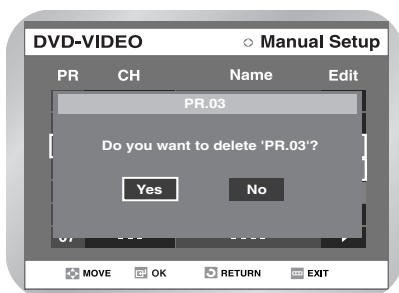 DVD-VIDEO Manual Setup
PR CH Name Edit
PR.03
Do you want to delete 'PR.03'?
Yes No
07 --- ----
MOVE OK RETURN EXIT